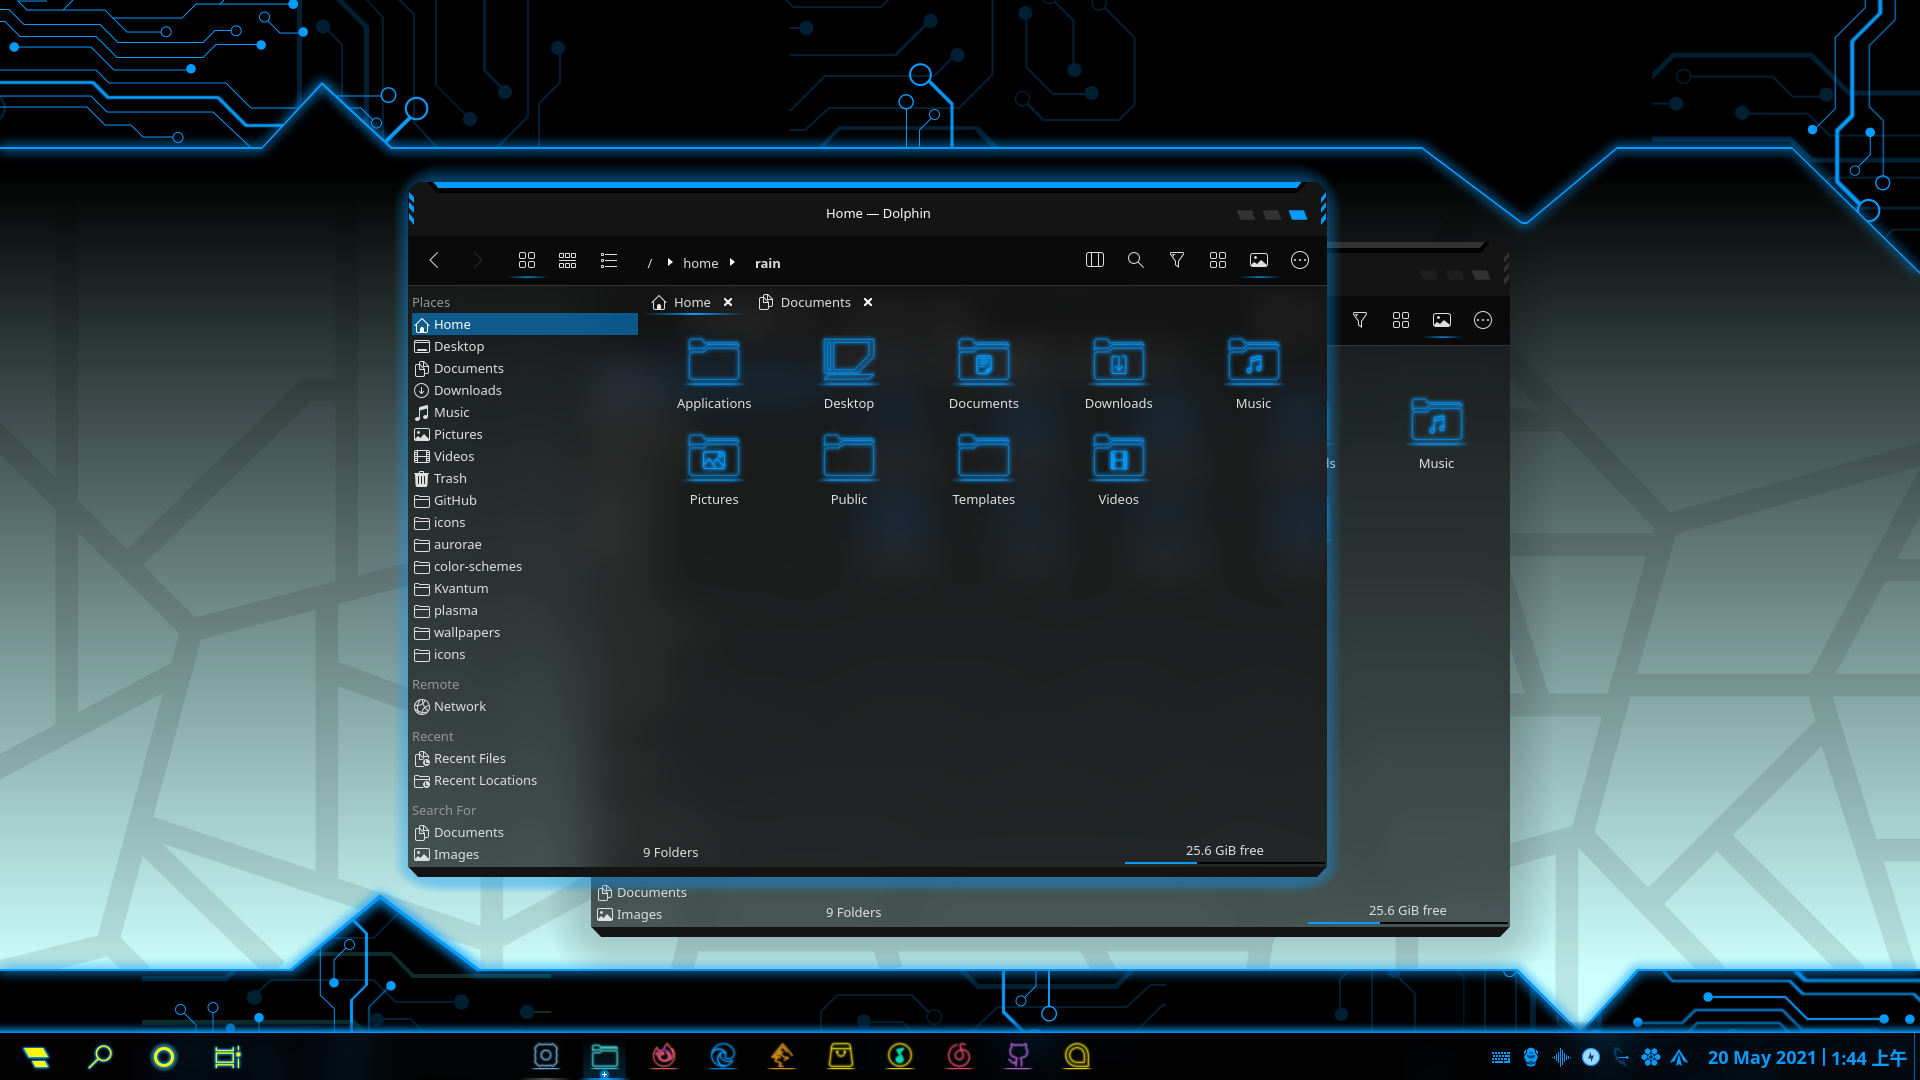 Home — Dolphin
/ home rain
Places
Home
Desktop
Documents
Downloads
Music
Pictures
Videos
Trash
GitHub
icons
aurorae
color-schemes
Kvantum
plasma
wallpapers
icons
Remote
Network
Recent
Recent Files
Recent Locations
Search For
Documents
Images
Home Documents
Applications Desktop Documents Downloads Music
Pictures Public Templates Videos
9 Folders 25.6 GiB free
ls Music
Documents
Images
9 Folders 25.6 GiB free
20 May 2021 | 1:44 上午